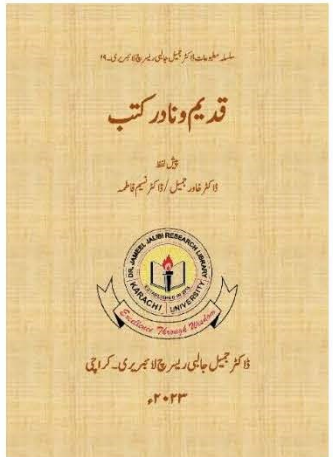 سلسلہ مطبوعات ڈاکٹر جمیل جالبی ریسرچ لائبریری۔۱۹
قدیم و نادر کتب
پیش لفظ
ڈاکٹر خاور جمیل / ڈاکٹر نسیم فاطمہ
DR. JAMEEL JALIBI RESEARCH LIBRARY
KARACHI UNIVERSITY
Excellence Through Wisdom
ڈاکٹر جمیل جالبی ریسرچ لائبریری۔ کراچی
۲۰۲۳ء